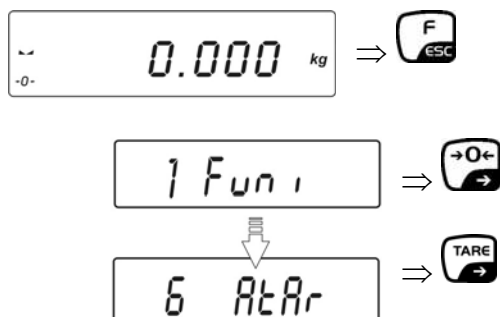 0.000 kg ⇒ F ESC
-0-
1 Funi ⇒ →0←
6 AtAr ⇒ TARE